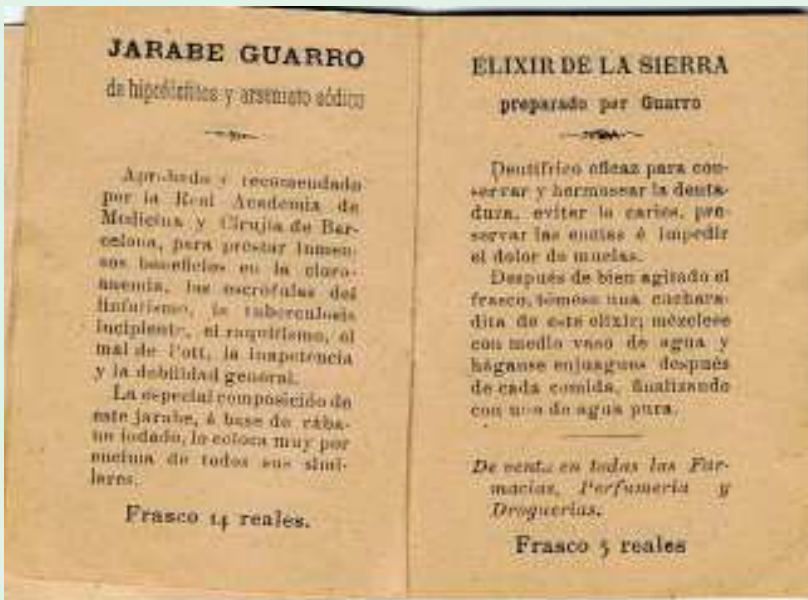 JARABE GUARRO
de hipofosfitos y arseniato sódico
Aprobado y recomendado
por la Real Academia de
Medicina y Cirujía de Bar-
celona, para prestar inmen-
sos beneficios en la cloro-
anemia, las escrófulas del
linfatismo, la tuberculosis
incipiente, el raquitismo, el
mal de Pott, la inapetencia
y la debilidad general.
La especial composición de
este jarabe, á base de rába-
no iodado, lo coloca muy por
encima de todos sus simi-
lares.
Frasco 14 reales.
ELIXIR DE LA SIERRA
preparado por Guarro
Dentífrico eficaz para con-
servar y hermosear la denta-
dura, evitar la caries, pre-
servar las encías é impedir
el dolor de muelas.
Después de bien agitado el
frasco, tómese una cuchara-
dita de este elixir; mézclese
con medio vaso de agua y
háganse enjuagues después
de cada comida, finalizando
con uno de agua pura.
De venta en todas las Far-
macias, Perfumería y
Droguerías.
Frasco 5 reales